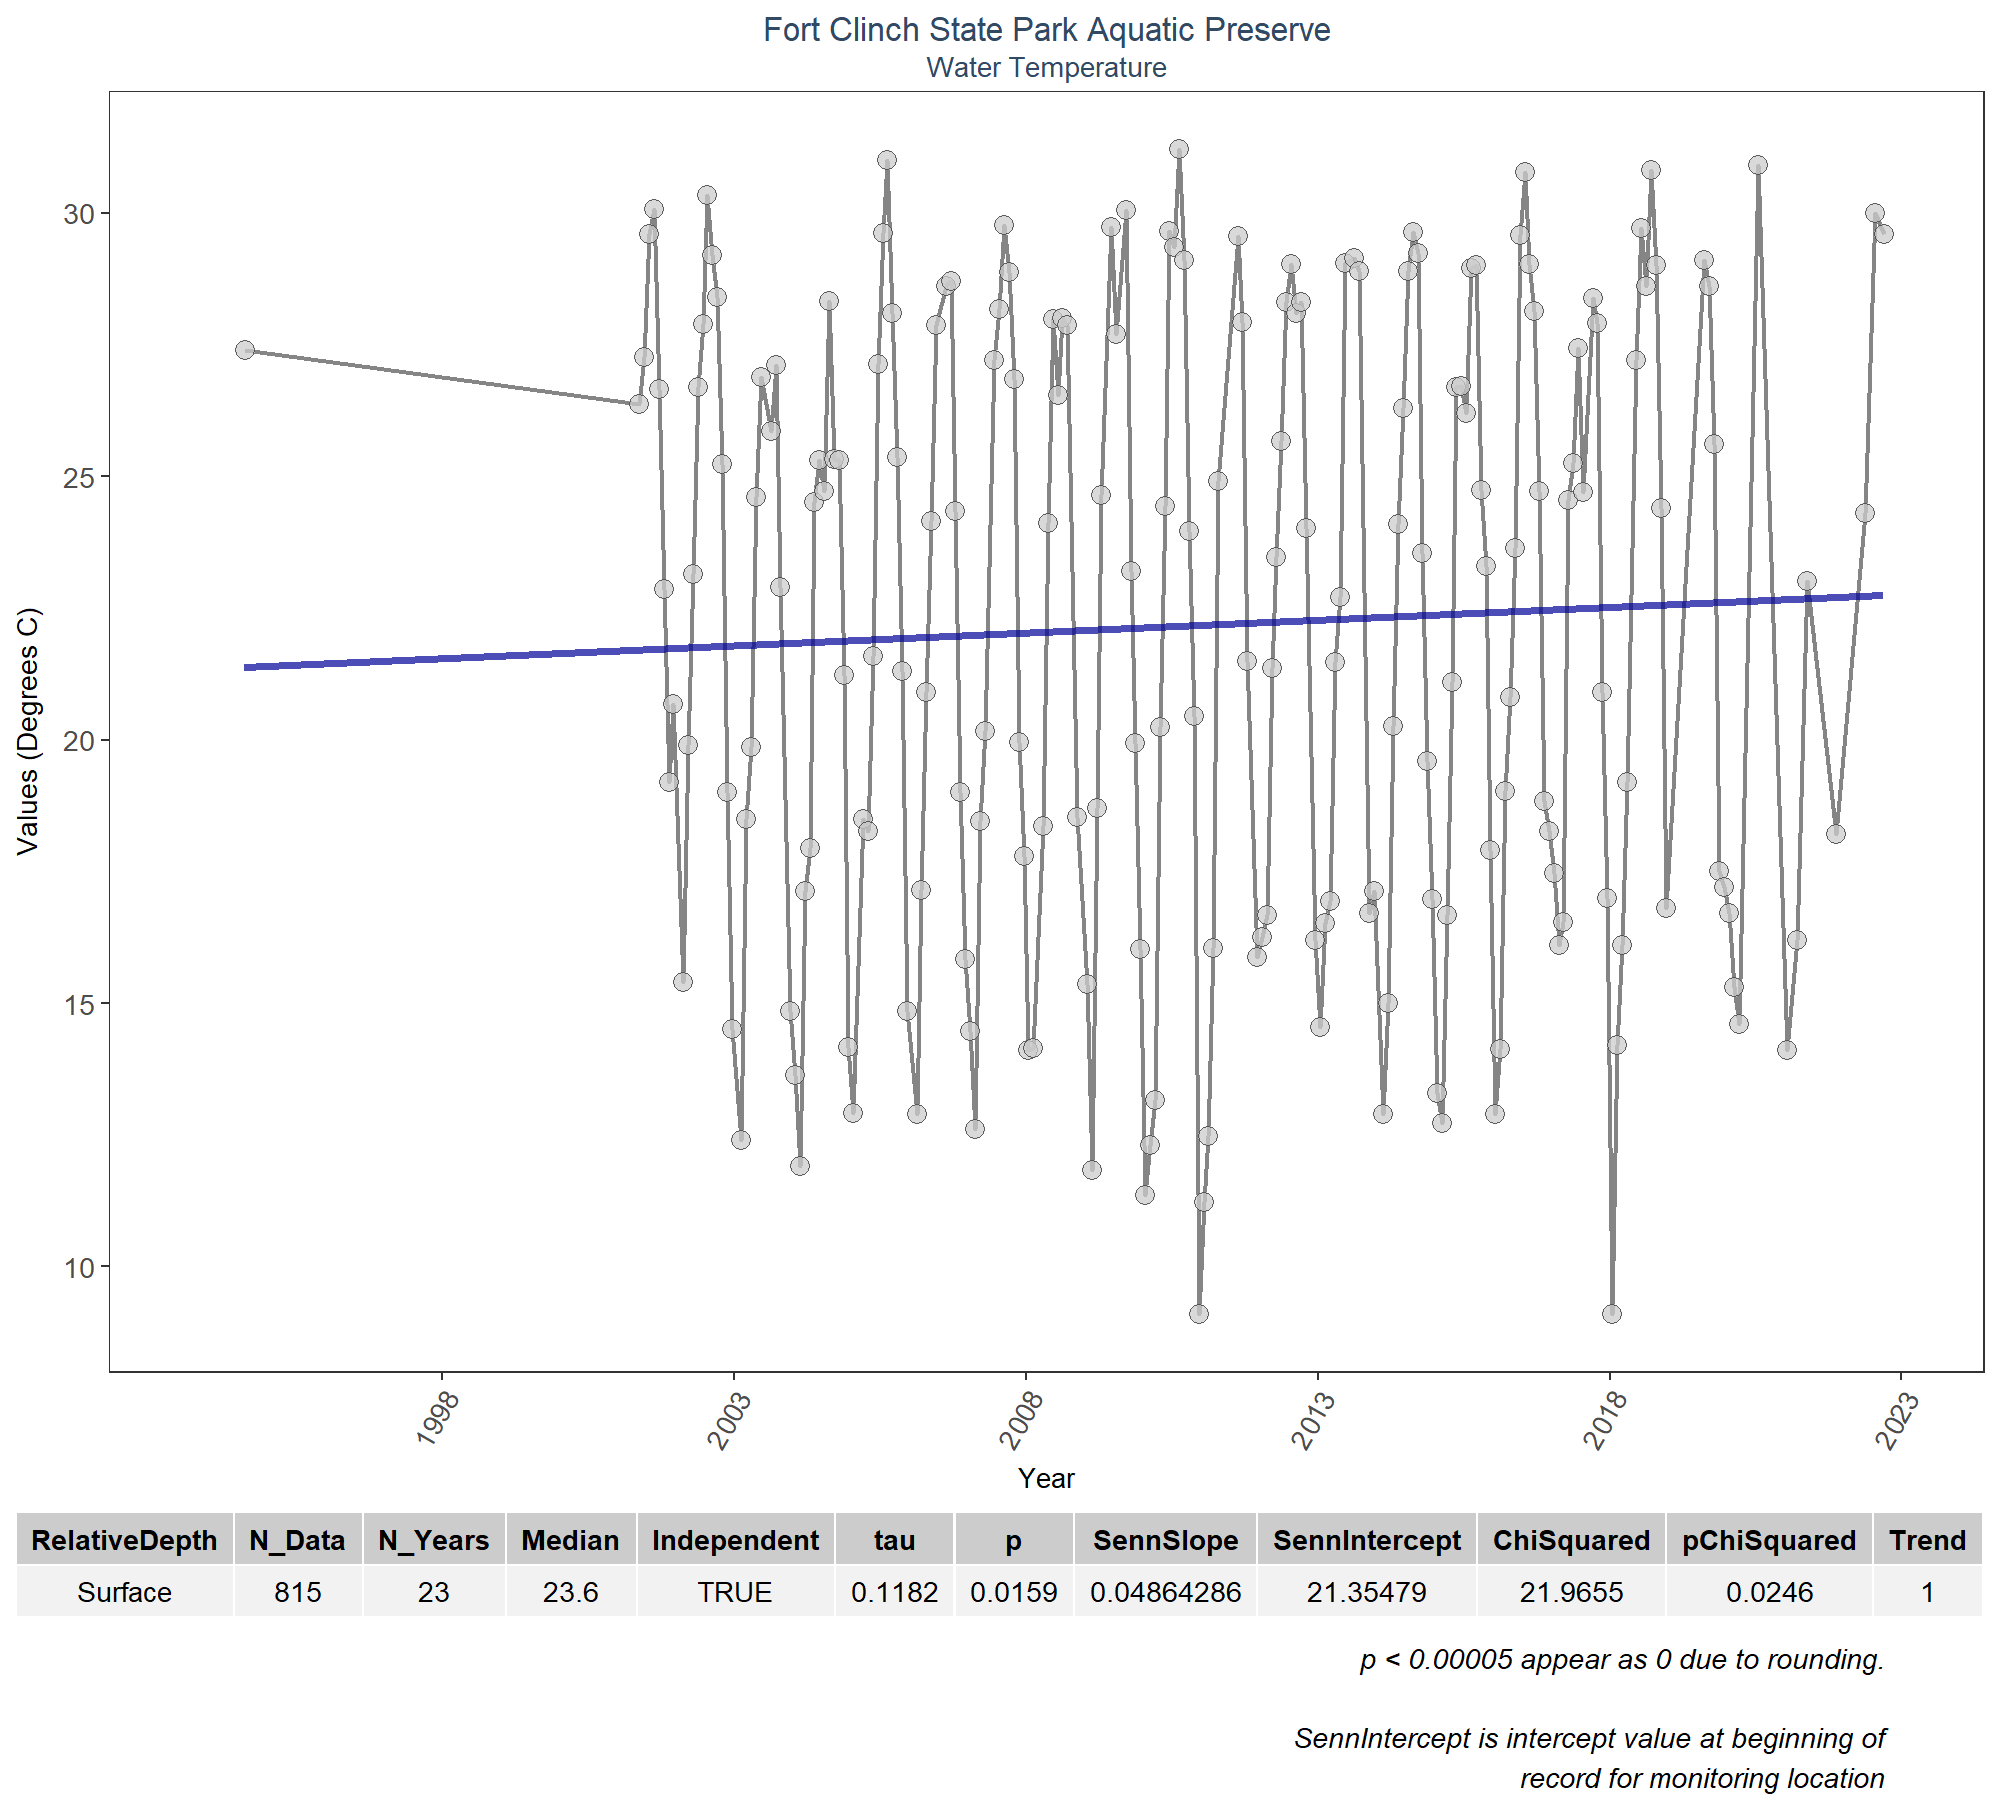 Fort Clinch State Park Aquatic Preserve
Water Temperature
Values (Degrees C)
30
25
20
15
10
1998 2003 2008 2013 2018 2023
Year
RelativeDepth N_Data N_Years Median Independent tau p SennSlope SennIntercept ChiSquared pChiSquared Trend
Surface 815 23 23.6 TRUE 0.1182 0.0159 0.04864286 21.35479 21.9655 0.0246 1
p < 0.00005 appear as 0 due to rounding.
SennIntercept is intercept value at beginning of
record for monitoring location